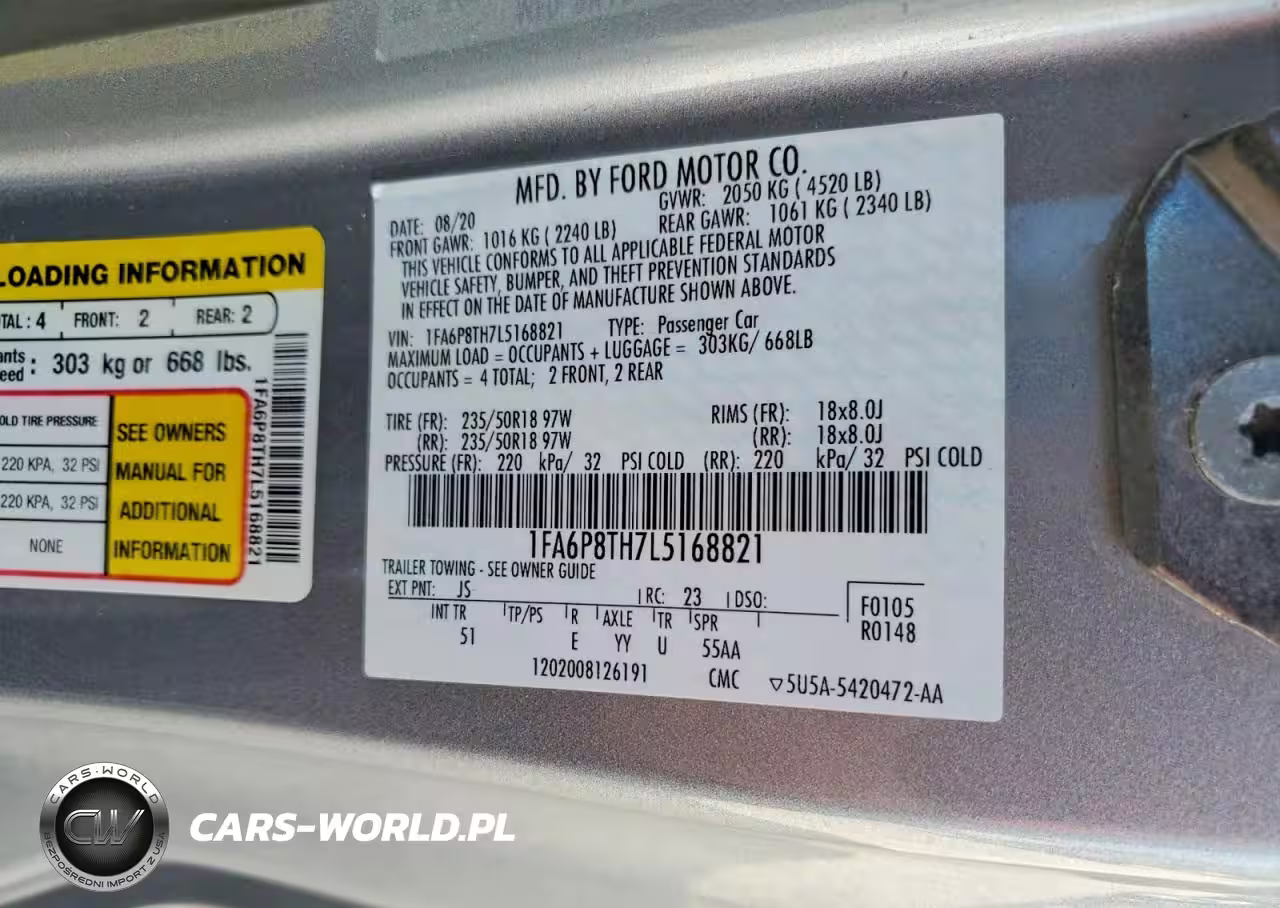 LOADING INFORMATION
TAL : 4 FRONT: 2 REAR: 2
ants
eed : 303 kg or 668 lbs.
OLD TIRE PRESSURE
220 KPA, 32 PSI
220 KPA, 32 PSI
NONE
SEE OWNERS
MANUAL FOR
ADDITIONAL
INFORMATION
1FA6P8TH7L5168821
MFD. BY FORD MOTOR CO.
DATE: 08/20 GVWR: 2050 KG ( 4520 LB)
FRONT GAWR: 1016 KG ( 2240 LB) REAR GAWR: 1061 KG ( 2340 LB)
THIS VEHICLE CONFORMS TO ALL APPLICABLE FEDERAL MOTOR
VEHICLE SAFETY, BUMPER, AND THEFT PREVENTION STANDARDS
IN EFFECT ON THE DATE OF MANUFACTURE SHOWN ABOVE.
VIN: 1FA6P8TH7L5168821 TYPE: Passenger Car
MAXIMUM LOAD = OCCUPANTS + LUGGAGE = 303KG/ 668LB
OCCUPANTS = 4 TOTAL; 2 FRONT, 2 REAR
TIRE (FR): 235/50R18 97W RIMS (FR): 18x8.0J
(RR): 235/50R18 97W (RR): 18x8.0J
PRESSURE (FR): 220 kPa/ 32 PSI COLD (RR): 220 kPa/ 32 PSI COLD
1FA6P8TH7L5168821
TRAILER TOWING - SEE OWNER GUIDE
EXT PNT: JS RC: 23 DSO:
INT TR TP/PS R AXLE TR SPR
51 E YY U 55AA
F0105
R0148
1202008126191 CMC ▽5U5A-5420472-AA
CARS-WORLD
CW
BEZPOŚREDNI IMPORT Z USA
CARS-WORLD.PL